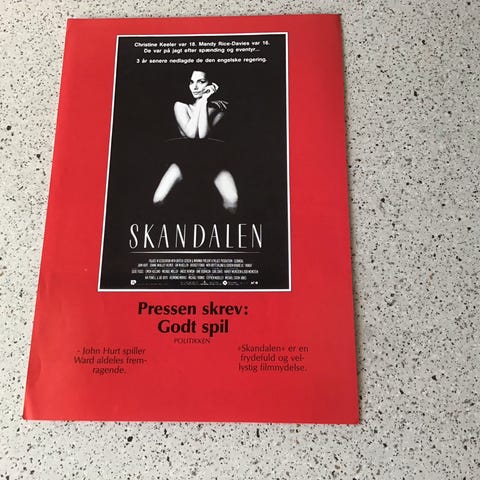 Christine Keeler var 18. Mandy Rice-Davies var 16.
De var på jagt efter spænding og eventyr...
3 år senere nedlagde de den engelske regering.
SKANDALEN
Pressen skrev:
Godt spil
POLITIKKEN
- John Hurt spiller
Ward aldeles frem-
ragende.
»Skandalen« er en
frydefuld og vel-
lystig filmnydelse.